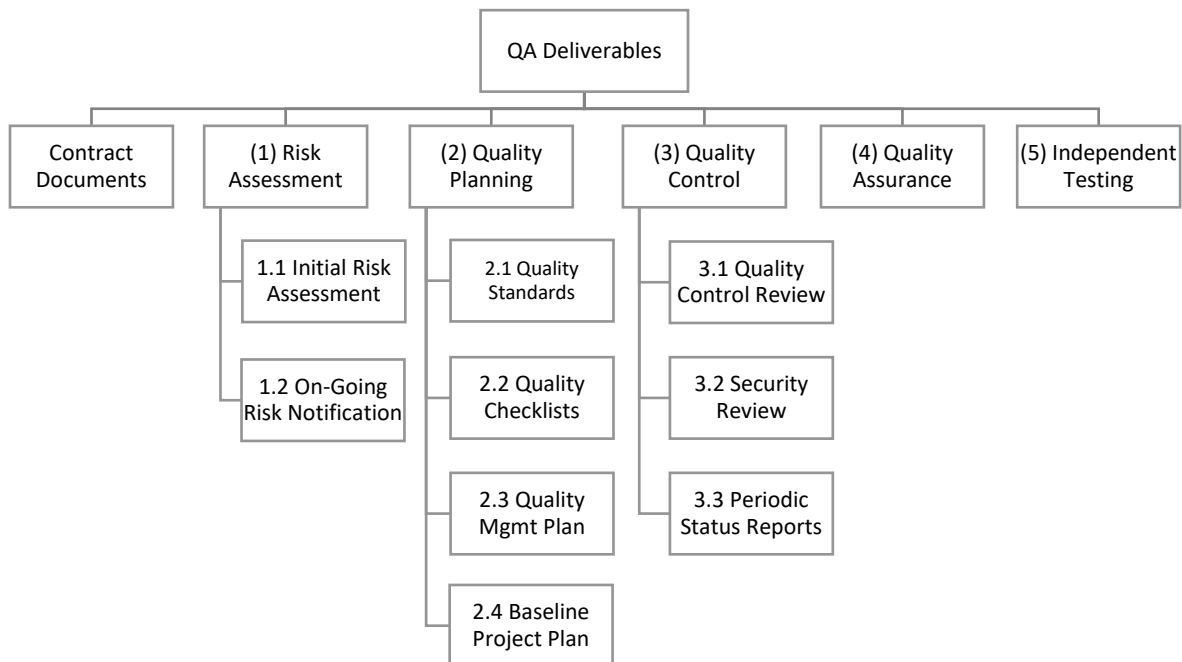 QA Deliverables
Contract
Documents
(1) Risk
Assessment
(2) Quality
Planning
(3) Quality
Control
(4) Quality
Assurance
(5) Independent
Testing
1.1 Initial Risk
Assessment
1.2 On-Going
Risk Notification
2.1 Quality
Standards
2.2 Quality
Checklists
2.3 Quality
Mgmt Plan
2.4 Baseline
Project Plan
3.1 Quality
Control Review
3.2 Security
Review
3.3 Periodic
Status Reports